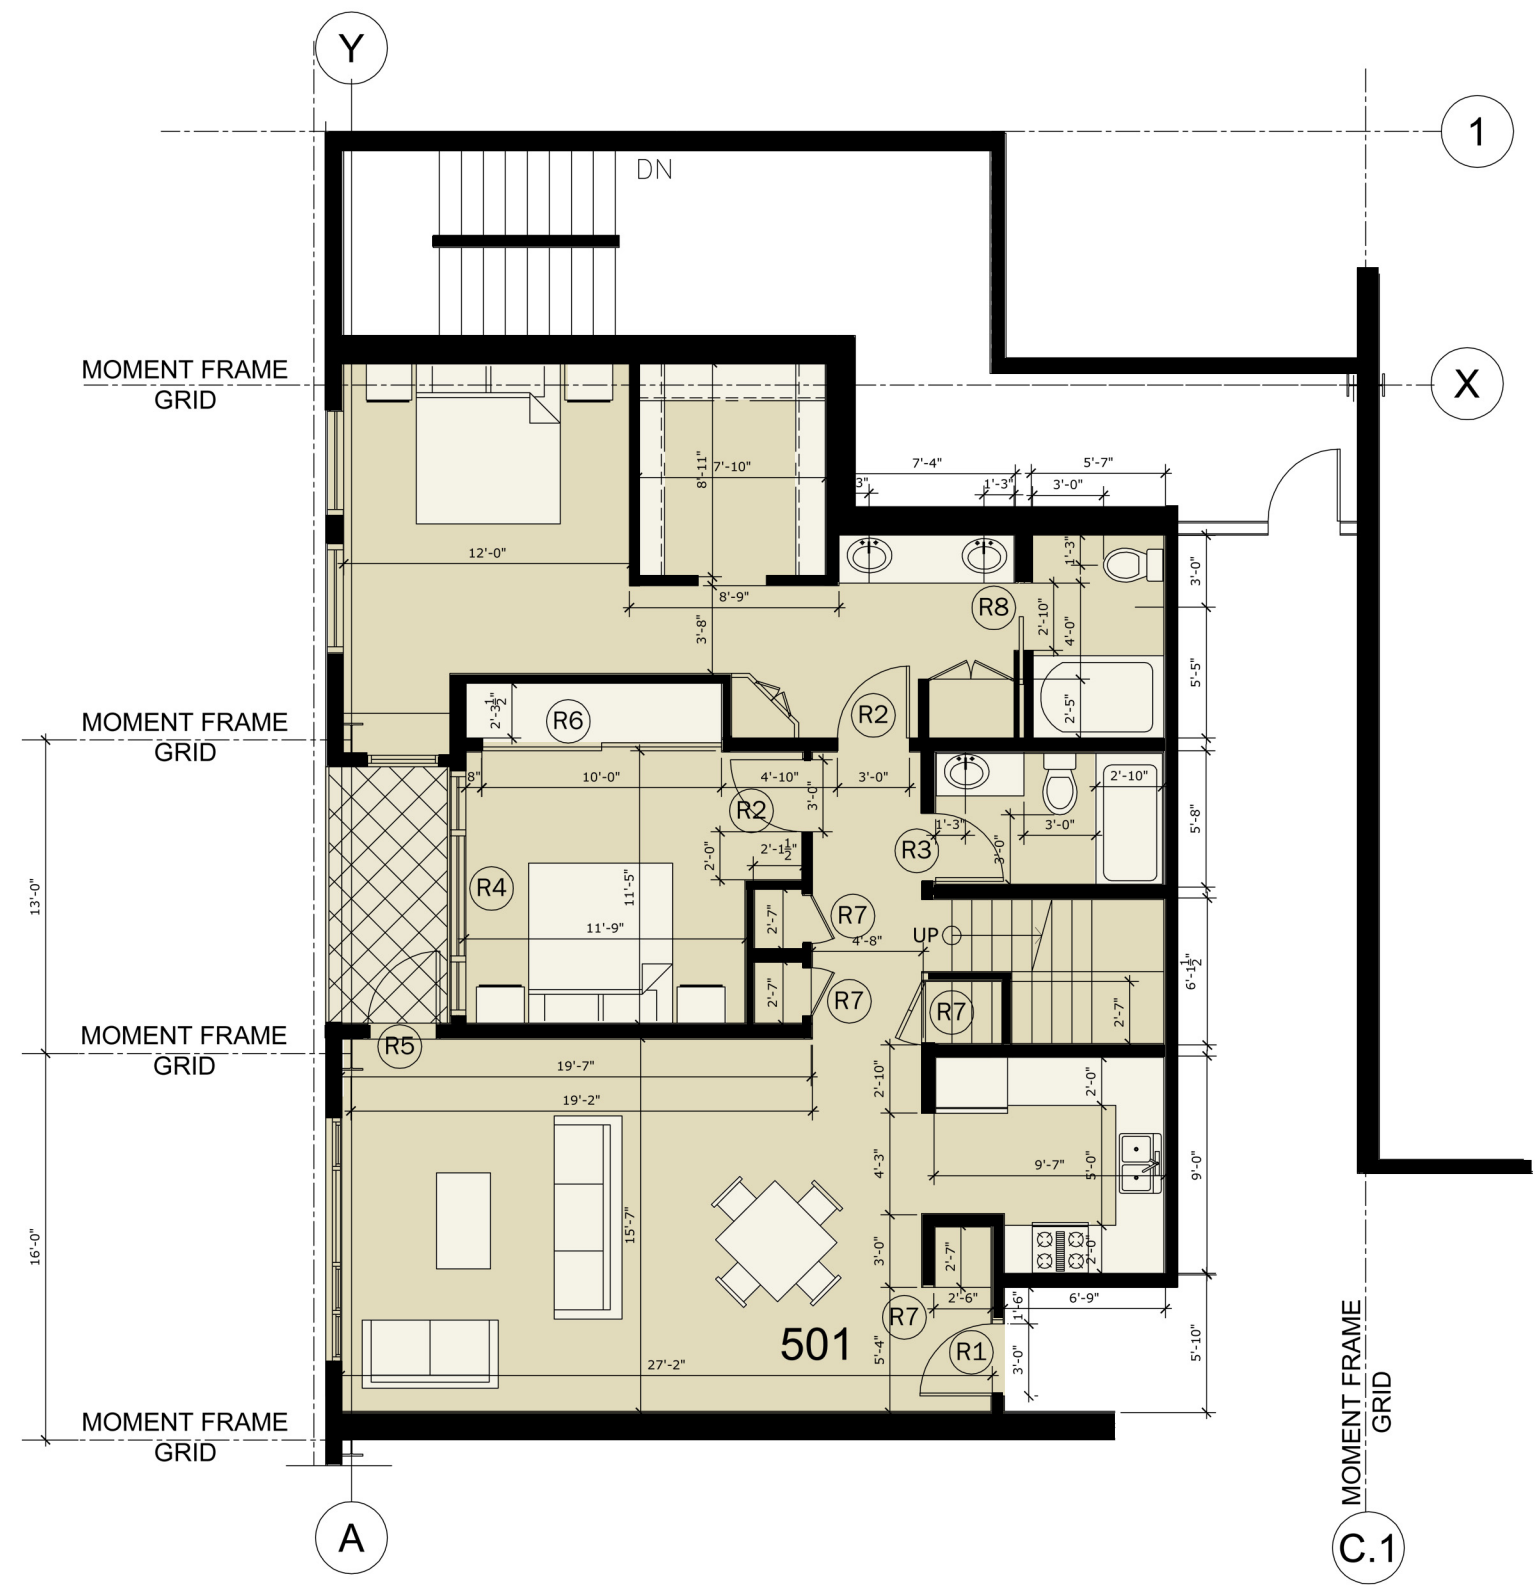 Y
1
DN
MOMENT FRAME
GRID
X
7'-4"
5'-7"
8'-11"
7'-10"
3"
1'-3"
3'-0"
12'-0"
1'-3"
3'-0"
8'-9"
R8
2'-10"
4'-0"
3'-8"
5'-5"
2'-3 1/2"
R6
R2
2'-5"
MOMENT FRAME
GRID
8"
10'-0"
4'-10"
3'-0"
3'-0"
2'-10"
R2
1'-3"
3'-0"
5'-8"
R3
2'-0"
2'-1 1/2"
3'-0"
13'-0"
R4
11'-5"
11'-9"
2'-7"
R7
4'-8"
UP
6'-1 1/2"
2'-7"
R7
R7
2'-7"
MOMENT FRAME
GRID
R5
19'-7"
2'-10"
2'-0"
19'-2"
4'-3"
9'-7"
5'-0"
9'-0"
16'-0"
15'-7"
3'-0"
2'-7"
2'-0"
2'-6"
1'-6"
6'-9"
R7
501
5'-4"
R1
3'-0"
5'-10"
27'-2"
MOMENT FRAME
GRID
MOMENT FRAME
GRID
A
C.1